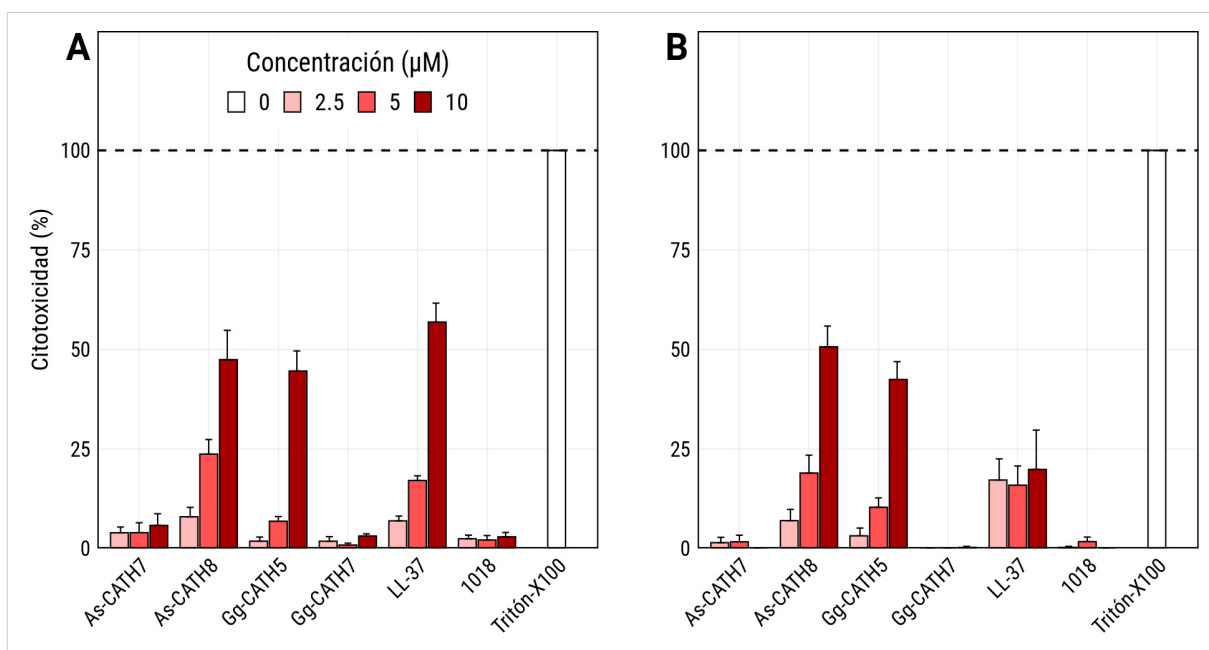 A
Concentración (µM)
0 2.5 5 10
Citotoxicidad (%)
100
75
50
25
0
As-CATH7
As-CATH8
Gg-CATH5
Gg-CATH7
LL-37
1018
Tritón-X100
B
100
75
50
25
0
As-CATH7
As-CATH8
Gg-CATH5
Gg-CATH7
LL-37
1018
Tritón-X100